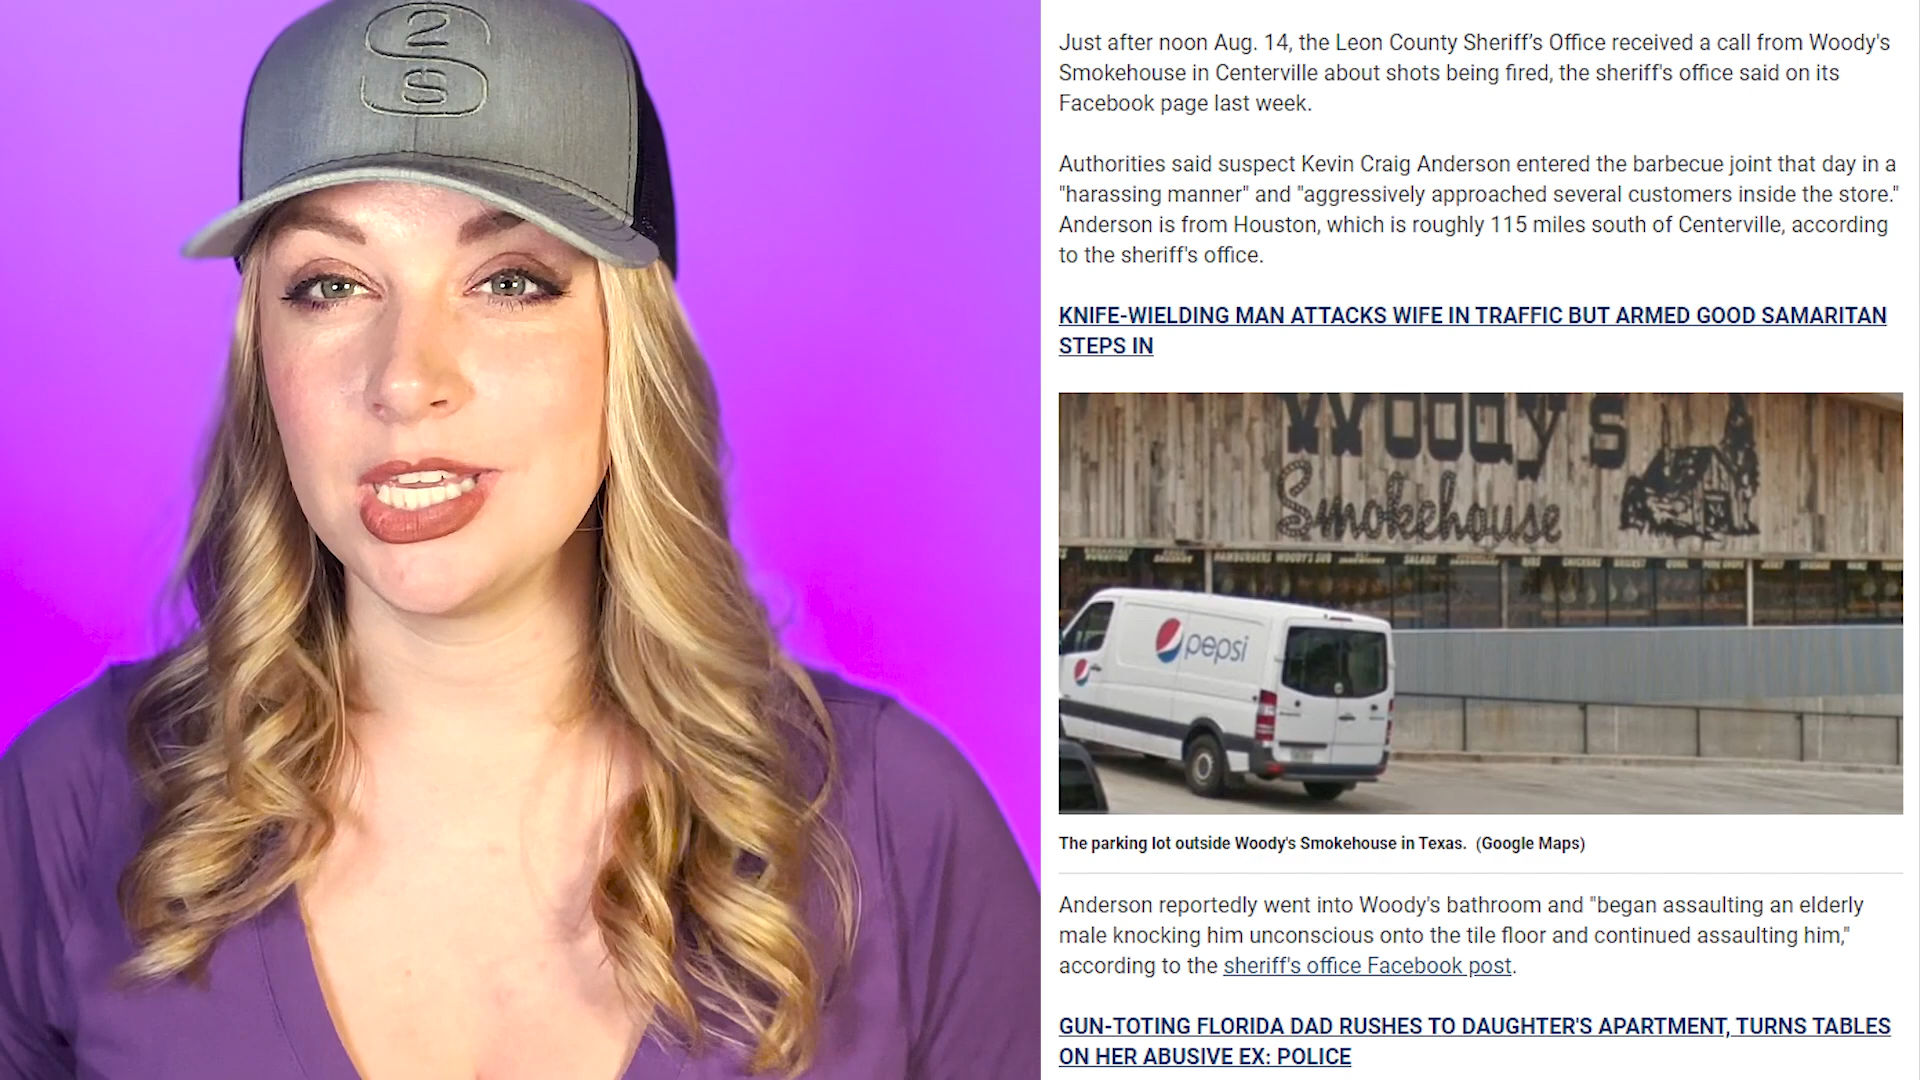 2
S
S
Just after noon Aug. 14, the Leon County Sheriff's Office received a call from Woody's
Smokehouse in Centerville about shots being fired, the sheriff's office said on its
Facebook page last week.
Authorities said suspect Kevin Craig Anderson entered the barbecue joint that day in a
"harassing manner" and "aggressively approached several customers inside the store."
Anderson is from Houston, which is roughly 115 miles south of Centerville, according
to the sheriff's office.
KNIFE-WIELDING MAN ATTACKS WIFE IN TRAFFIC BUT ARMED GOOD SAMARITAN
STEPS IN
Woody's
Smokehouse
HAMBURGERS WOODY'S SUB
SALADS
pepsi
The parking lot outside Woody's Smokehouse in Texas. (Google Maps)
Anderson reportedly went into Woody's bathroom and "began assaulting an elderly
male knocking him unconscious onto the tile floor and continued assaulting him,"
according to the sheriff's office Facebook post.
GUN-TOTING FLORIDA DAD RUSHES TO DAUGHTER'S APARTMENT, TURNS TABLES
ON HER ABUSIVE EX: POLICE